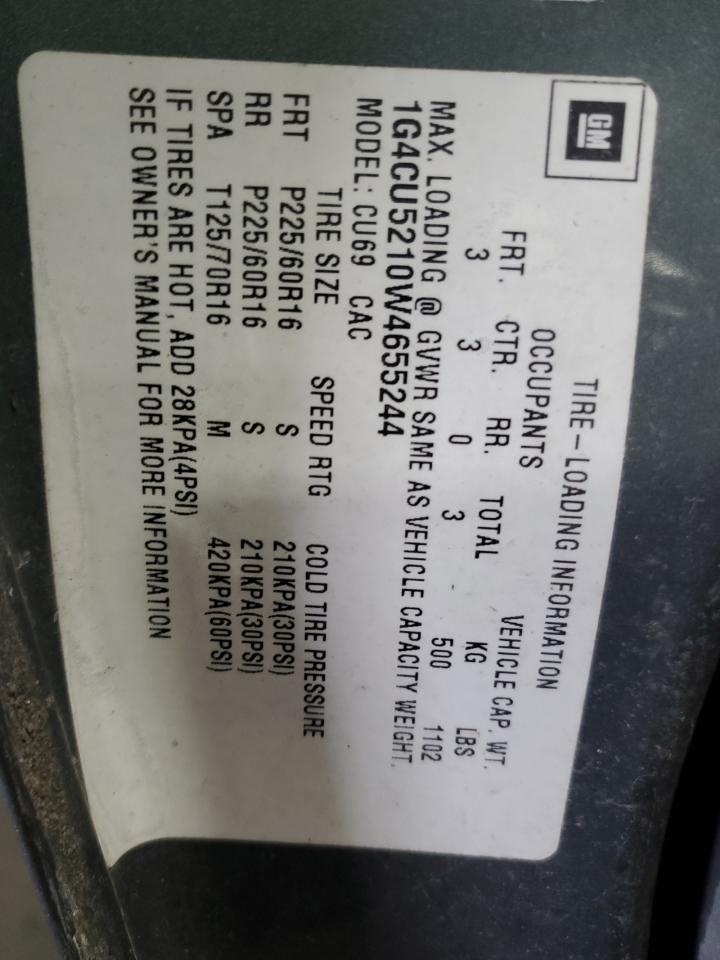 GM
TIRE-LOADING INFORMATION
OCCUPANTS VEHICLE CAP. WT.
FRT. CTR. RR. TOTAL KG LBS
3 3 0 3 500 1102
MAX. LOADING @ GVWR SAME AS VEHICLE CAPACITY WEIGHT.
1G4CU5210W4655244
MODEL: CU69 CAC
TIRE SIZE SPEED RTG COLD TIRE PRESSURE
FRT P225/60R16 S 210KPA(30PSI)
RR P225/60R16 S 210KPA(30PSI)
SPA T125/70R16 M 420KPA(60PSI)
IF TIRES ARE HOT, ADD 28KPA(4PSI)
SEE OWNER'S MANUAL FOR MORE INFORMATION